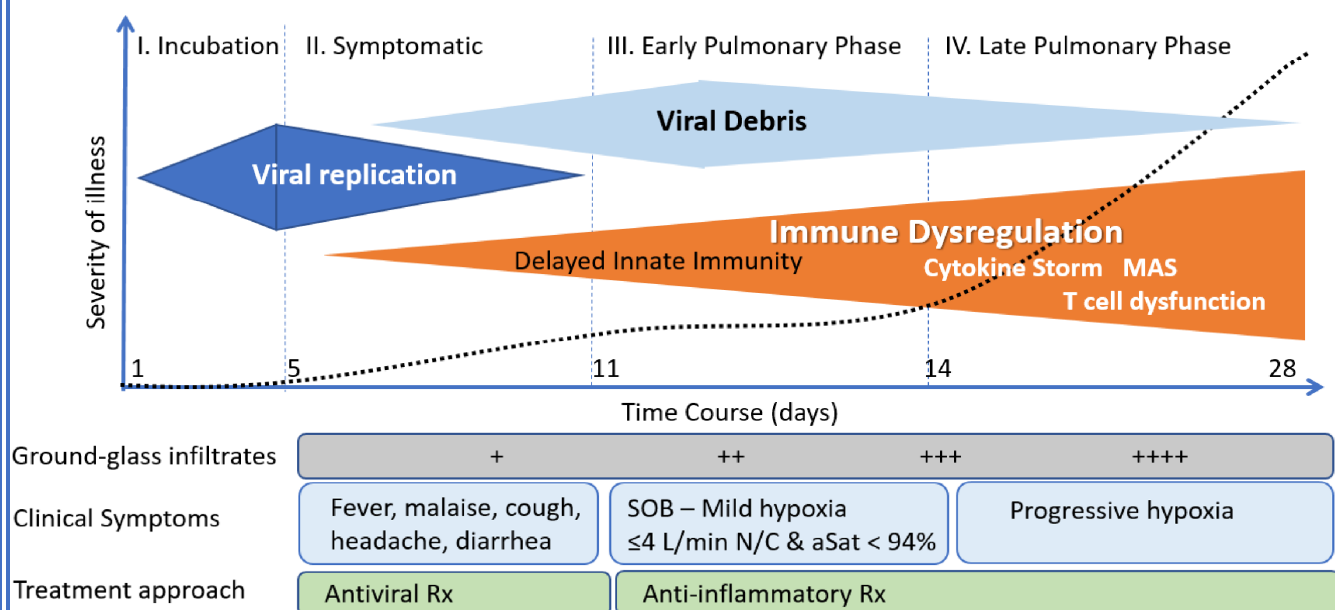 I. Incubation
II. Symptomatic
III. Early Pulmonary Phase
IV. Late Pulmonary Phase
Severity of illness
Viral Debris
Viral replication
Immune Dysregulation
Delayed Innate Immunity
Cytokine Storm MAS
T cell dysfunction
1
5
11
14
28
Time Course (days)
Ground-glass infiltrates
+
++
+++
++++
Clinical Symptoms
Fever, malaise, cough,
headache, diarrhea
SOB – Mild hypoxia
≤4 L/min N/C & aSat < 94%
Progressive hypoxia
Treatment approach
Antiviral Rx
Anti-inflammatory Rx